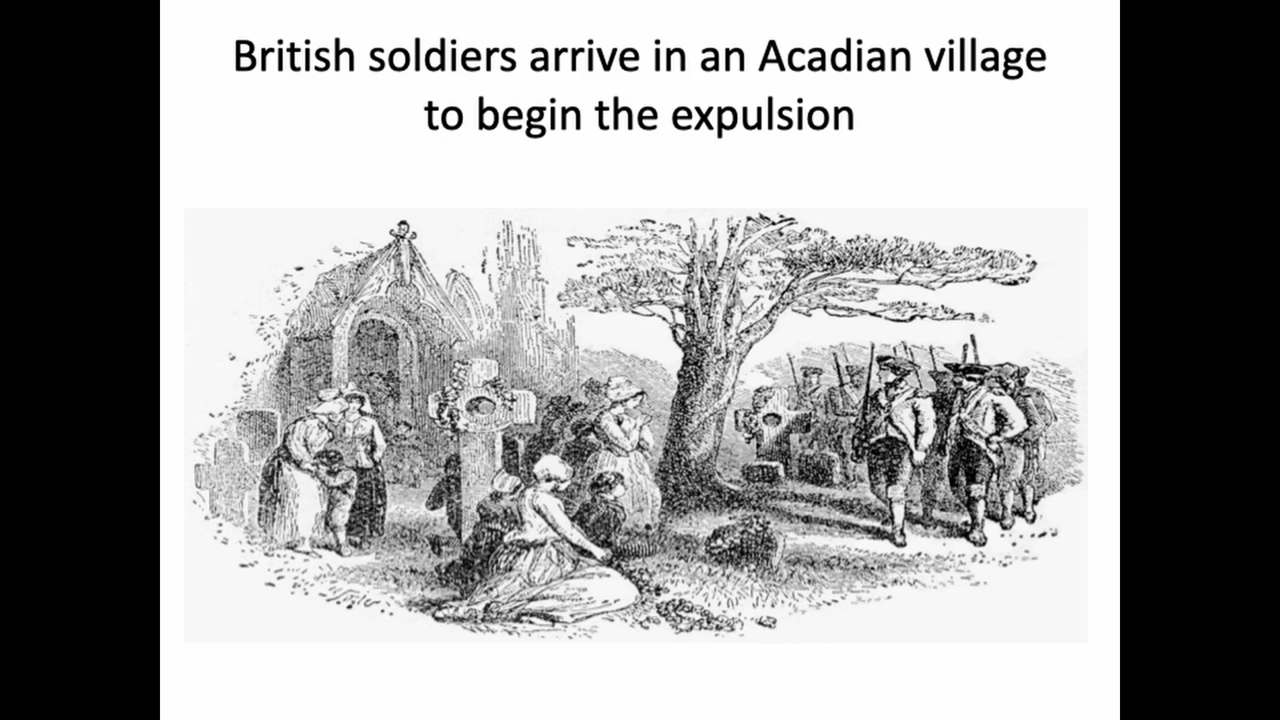 British soldiers arrive in an Acadian village
to begin the expulsion